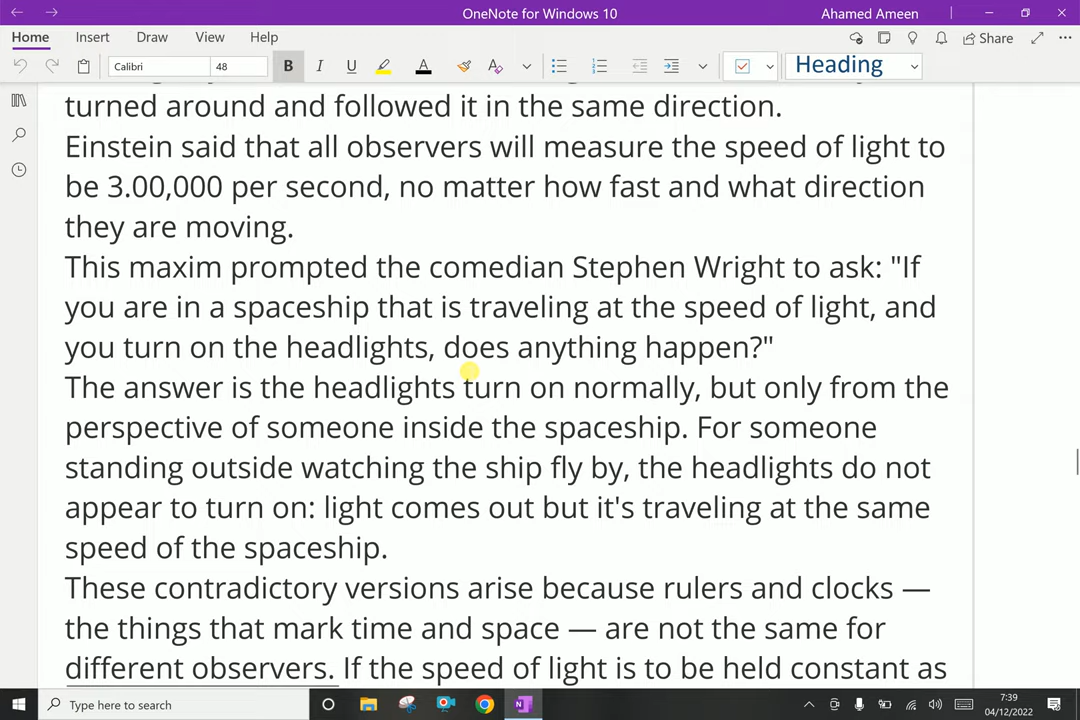 OneNote for Windows 10
Ahamed Ameen
Home Insert Draw View Help
Share
Calibri 48 B I U A A Heading
turned around and followed it in the same direction.
Einstein said that all observers will measure the speed of light to
be 3.00,000 per second, no matter how fast and what direction
they are moving.
This maxim prompted the comedian Stephen Wright to ask: "If
you are in a spaceship that is traveling at the speed of light, and
you turn on the headlights, does anything happen?"
The answer is the headlights turn on normally, but only from the
perspective of someone inside the spaceship. For someone
standing outside watching the ship fly by, the headlights do not
appear to turn on: light comes out but it's traveling at the same
speed of the spaceship.
These contradictory versions arise because rulers and clocks —
the things that mark time and space — are not the same for
different observers. If the speed of light is to be held constant as
Type here to search
7:39
04/12/2022